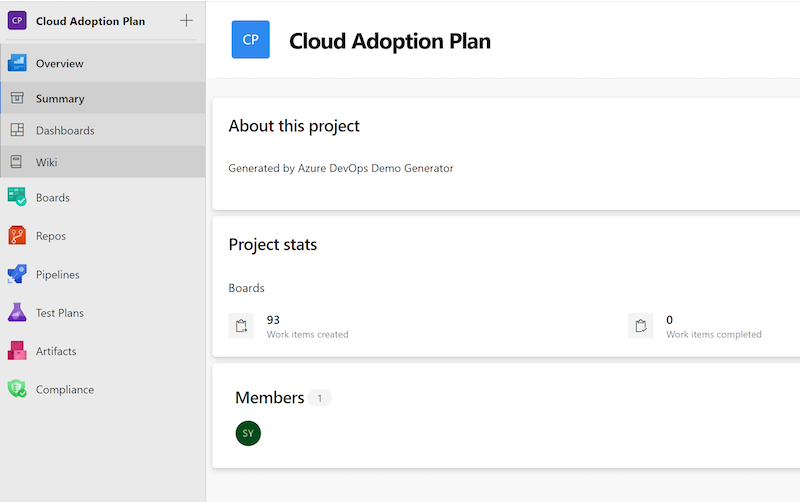 CP Cloud Adoption Plan +
Overview
Summary
Dashboards
Wiki
Boards
Repos
Pipelines
Test Plans
Artifacts
Compliance
CP Cloud Adoption Plan
About this project
Generated by Azure DevOps Demo Generator
Project stats
Boards
93
Work items created
0
Work items completed
Members 1
SY